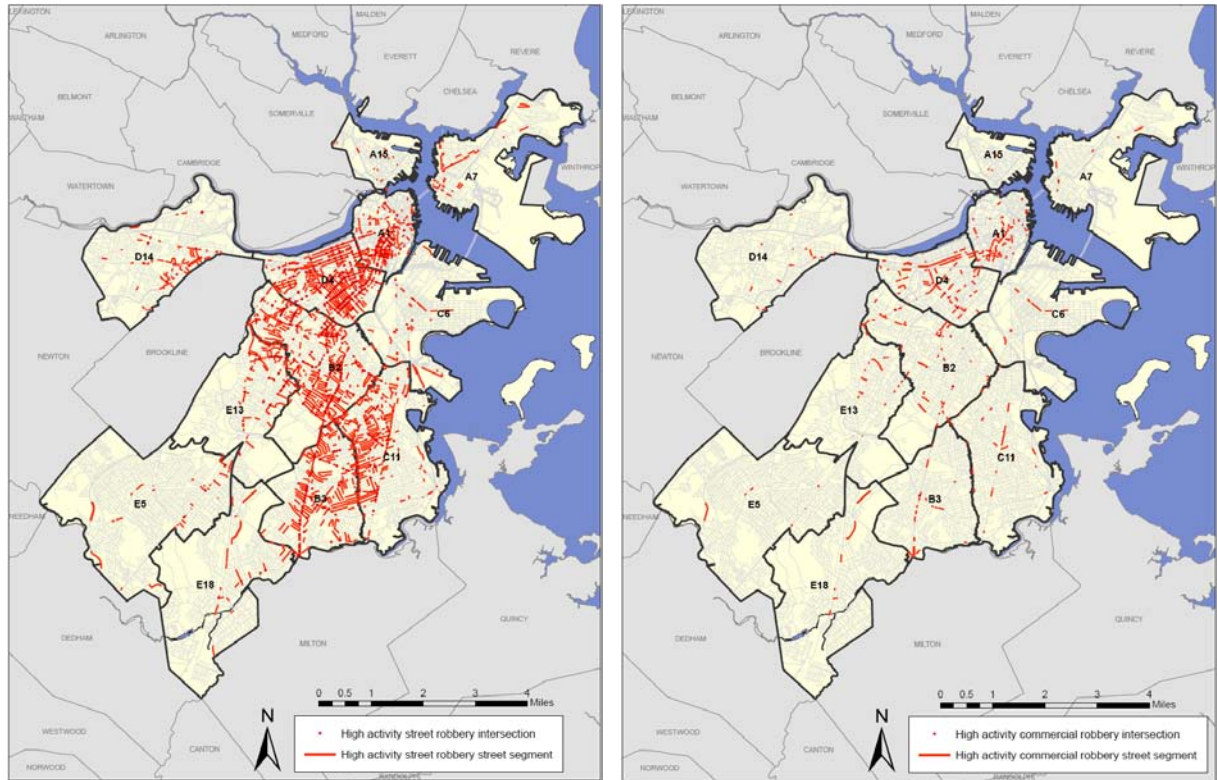 LEXINGTON
ARLINGTON
MEDFORD
MALDEN
EVERETT
REVERE
BELMONT
CHELSEA
SOMERVILLE
WALTHAM
CAMBRIDGE
A15
WATERTOWN
A7
WINTHROP
A1
D14
D4
C6
NEWTON
BROOKLINE
B2
E13
C11
B3
E5
NEEDHAM
E18
DEDHAM
QUINCY
MILTON
0 0.5 1 2 3 4
Miles
N
WESTWOOD
CANTON
NORWOOD
High activity street robbery intersection
High activity street robbery street segment
ARLINGTON
MEDFORD
MALDEN
EVERETT
REVERE
BELMONT
CHELSEA
SOMERVILLE
WALTHAM
CAMBRIDGE
A15
WATERTOWN
A7
WINTHROP
A1
D14
D4
C6
NEWTON
BROOKLINE
B2
E13
C11
B3
E5
NEEDHAM
E18
DEDHAM
QUINCY
MILTON
0 0.5 1 2 3 4
Miles
N
WESTWOOD
CANTON
NORWOOD
High activity commercial robbery intersection
High activity commercial robbery street segment